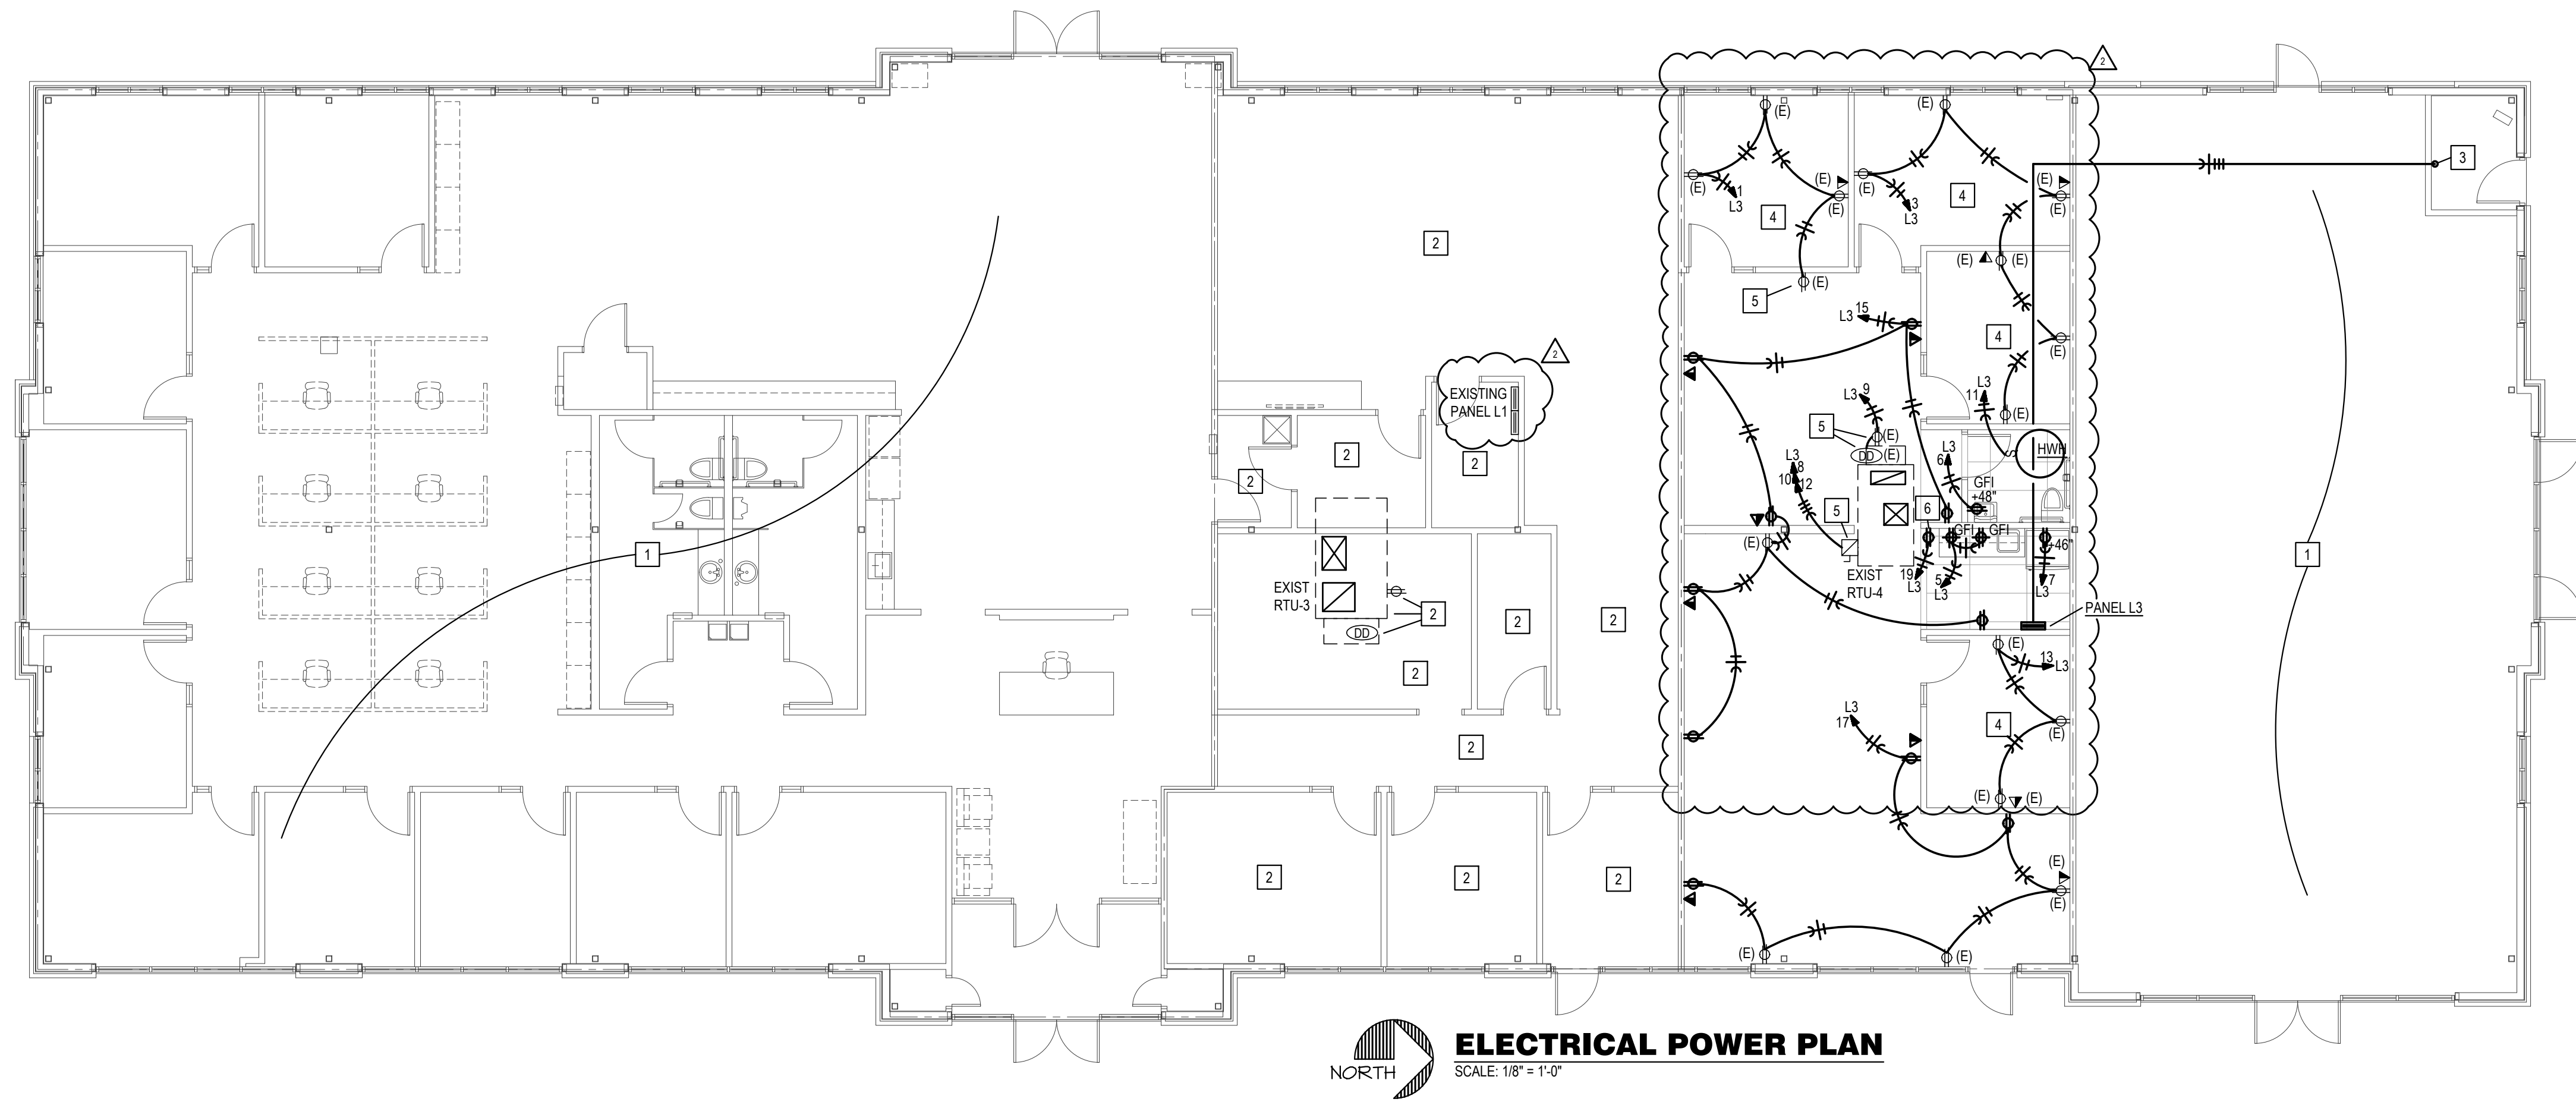 2
(E)
(E)
(E)
(E)
(E)
(E)
(E)
(E)
(E)
1
L3
3
L3
4
4
3
2
(E)
(E)
5
(E)
15
L3
4
(E)
2
EXISTING
PANEL L1
L3
9
L3
11
(E)
5
(E)
DD
(E)
HWH
S
2
2
2
L3
8
10
12
L3
6
GFI
+48"
5
6
GFI
GFI
+46"
(E)
1
1
EXIST
RTU-3
EXIST
RTU-4
19
L3
5
L3
7
L3
PANEL L3
2
2
2
DD
(E)
13
L3
2
L3
17
4
(E)
2
(E)
(E)
2
2
2
(E)
(E)
(E)
(E)
NORTH
ELECTRICAL POWER PLAN
SCALE: 1/8" = 1'-0"